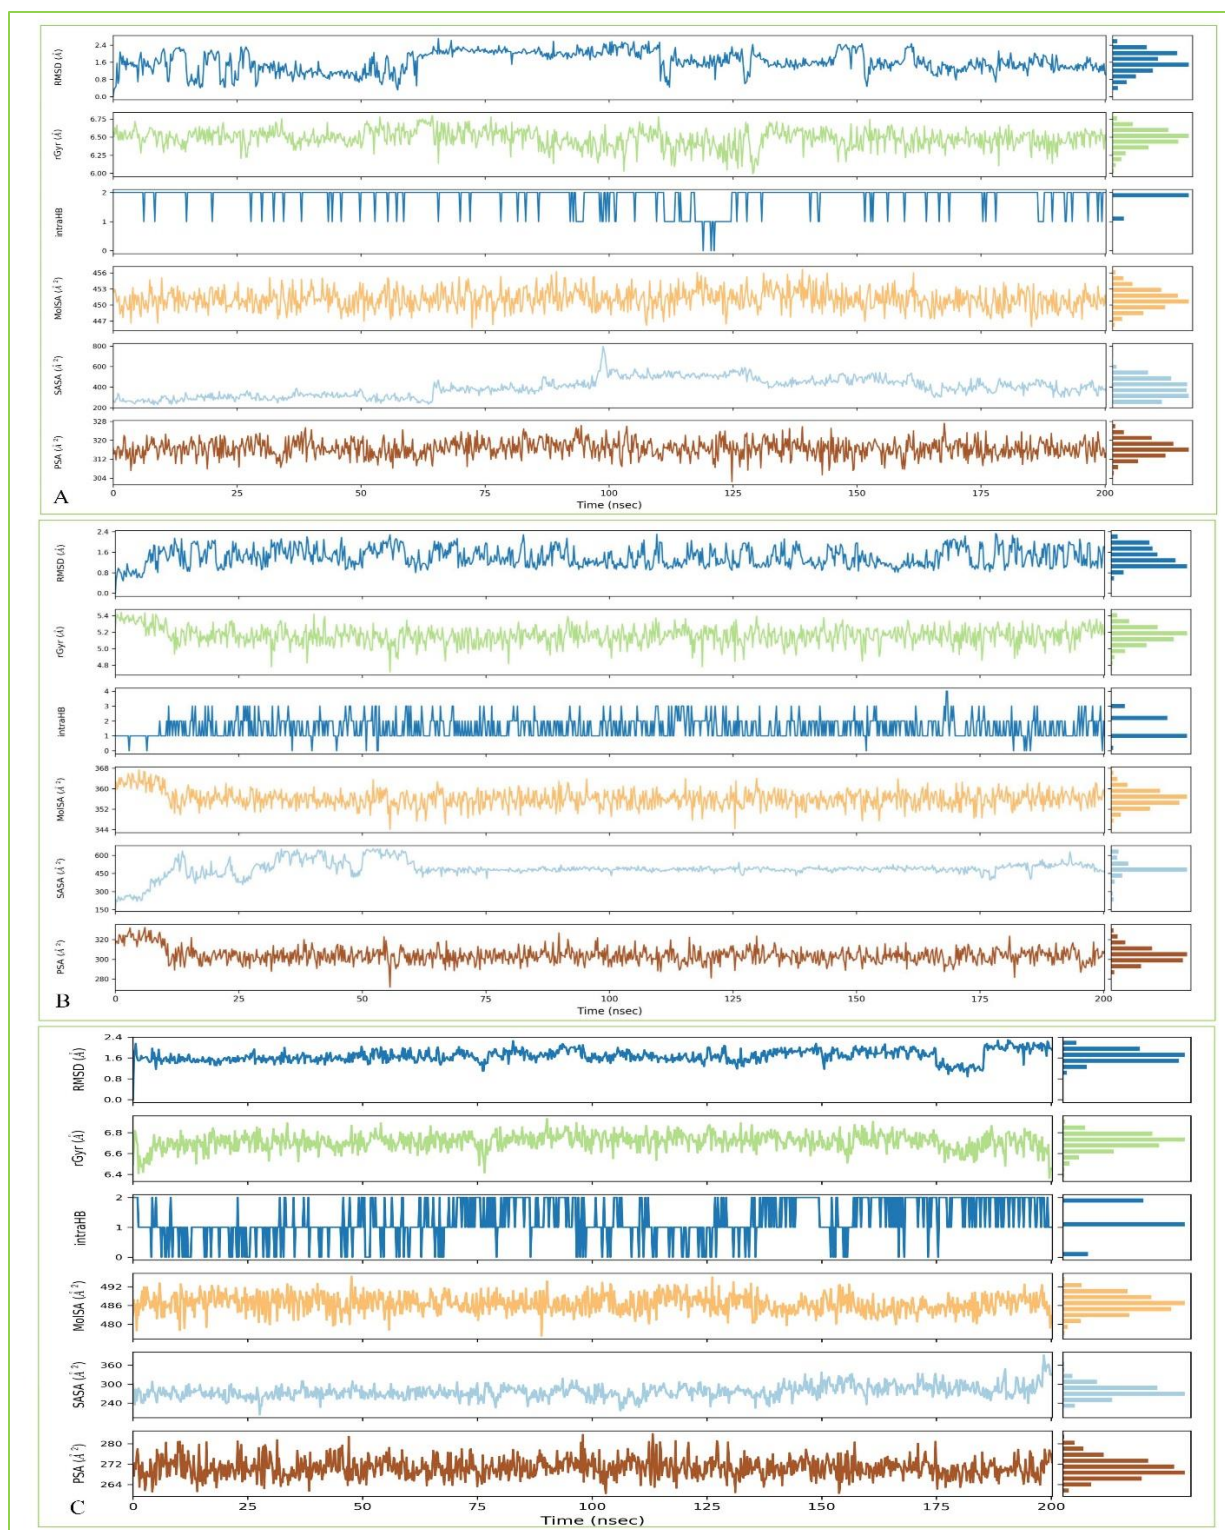 RMSD (Å)
2.4
1.6
0.8
0.0
rGyr (Å)
6.75
6.50
6.25
6.00
intraHB
2
1
0
MolSA (Å²)
456
453
450
447
SASA (Å²)
800
600
400
200
PSA (Å²)
328
320
312
304
0 25 50 75 100 125 150 175 200
Time (nsec)
A
RMSD (Å)
2.4
1.6
0.8
0.0
rGyr (Å)
5.4
5.2
5.0
4.8
intraHB
4
3
2
1
0
MolSA (Å²)
368
360
352
344
SASA (Å²)
600
450
300
150
PSA (Å²)
320
300
280
0 25 50 75 100 125 150 175 200
Time (nsec)
B
RMSD (Å)
2.4
1.6
0.8
0.0
rGyr (Å)
6.8
6.6
6.4
intraHB
2
1
0
MolSA (Å²)
492
486
480
SASA (Å²)
360
300
240
PSA (Å²)
280
272
264
0 25 50 75 100 125 150 175 200
Time (nsec)
C